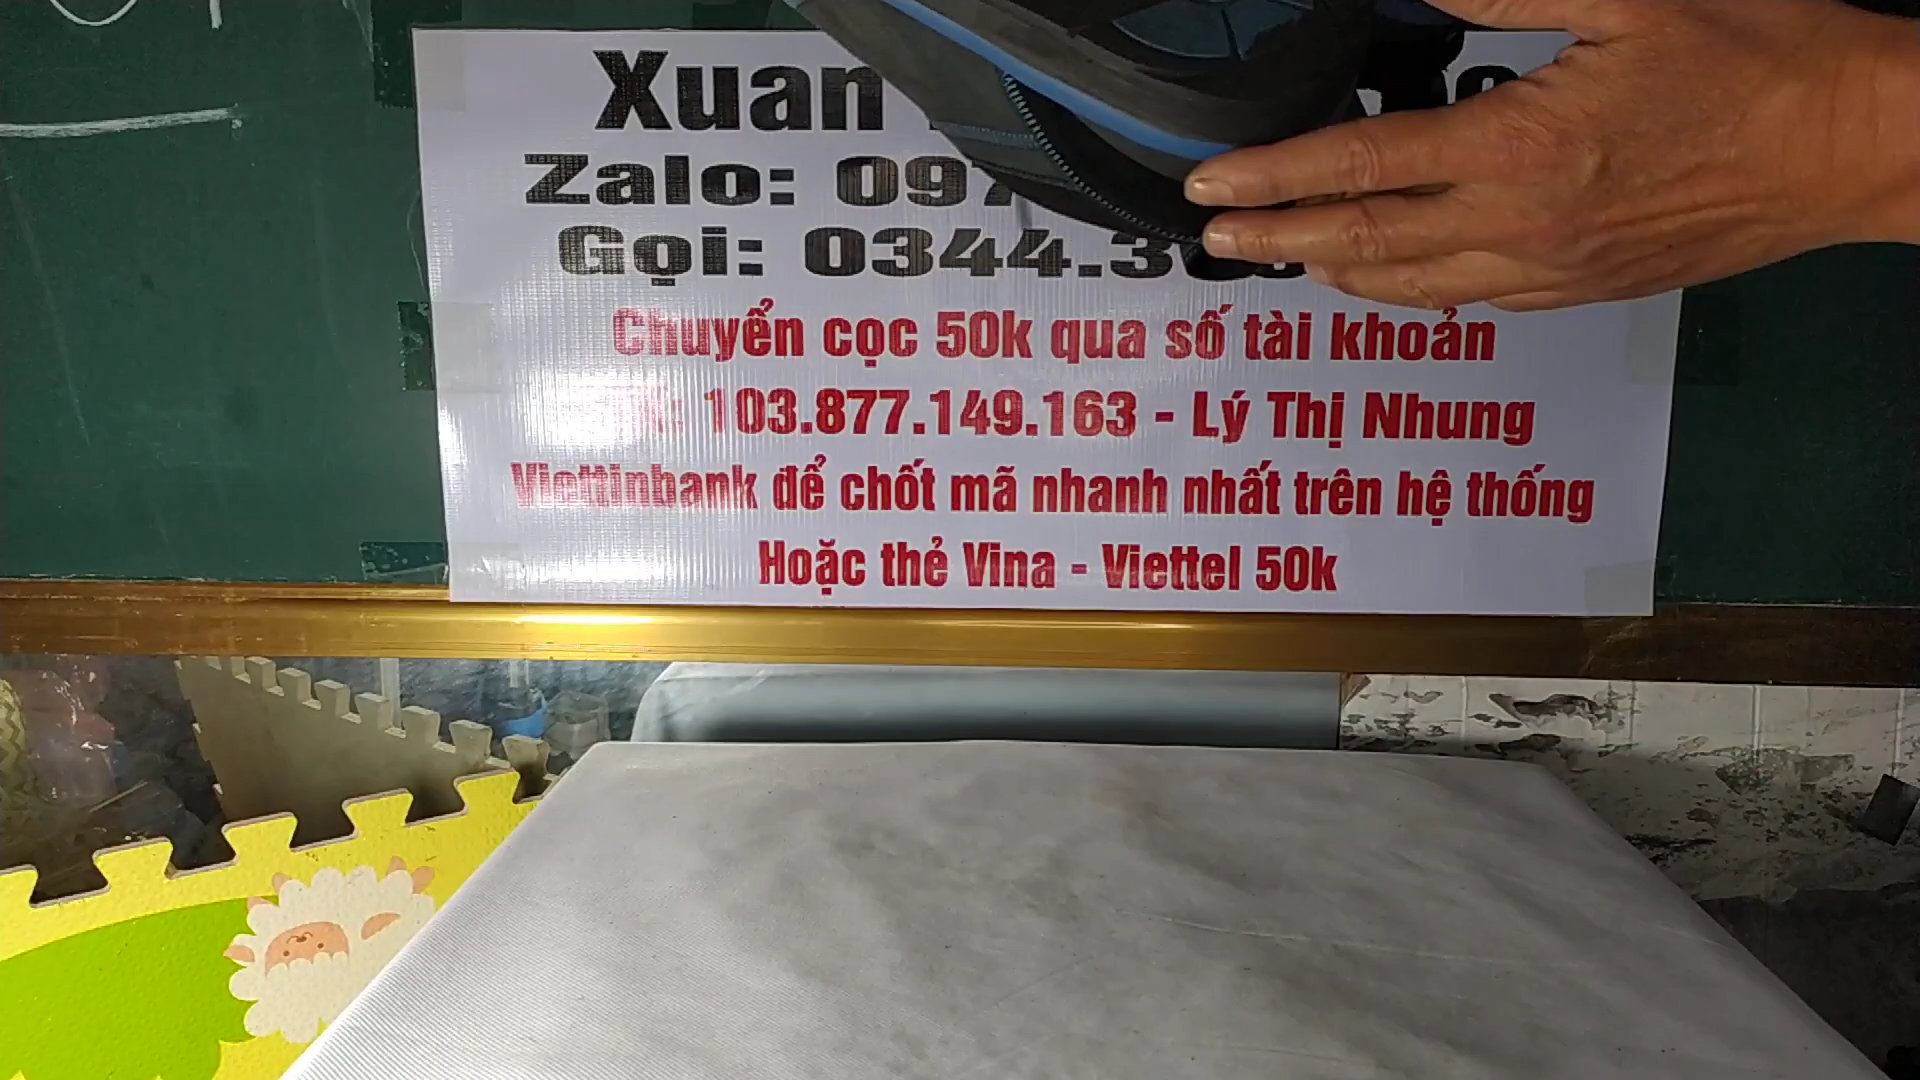 Xuan
Zalo: 097
Gọi: 0344.3
Chuyển cọc 50k qua số tài khoản
103.877.149.163 - Lý Thị Nhung
Viettinbank để chốt mã nhanh nhất trên hệ thống
Hoặc thẻ Vina - Viettel 50k